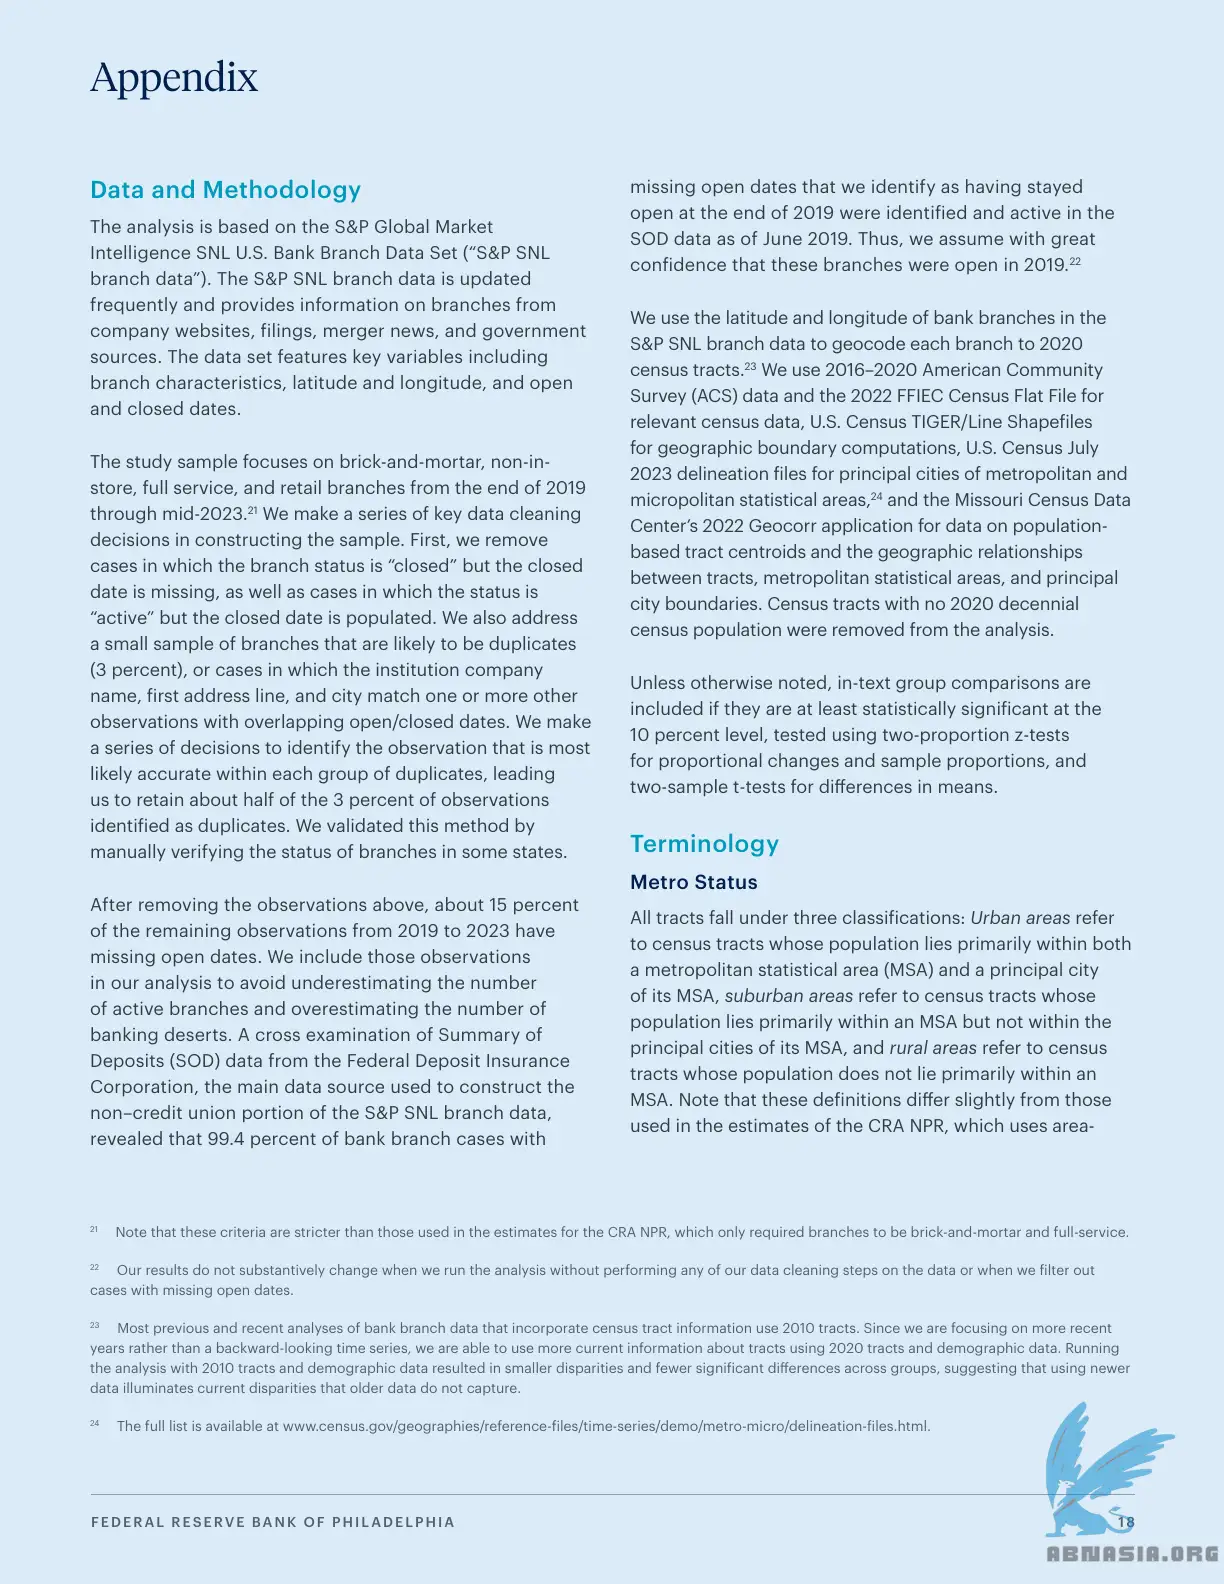 Appendix
Data and Methodology
The analysis is based on the S&P Global Market
Intelligence SNL U.S. Bank Branch Data Set (“S&P SNL
branch data”). The S&P SNL branch data is updated
frequently and provides information on branches from
company websites, filings, merger news, and government
sources. The data set features key variables including
branch characteristics, latitude and longitude, and open
and closed dates.
The study sample focuses on brick-and-mortar, non-in-
store, full service, and retail branches from the end of 2019
through mid-2023.21 We make a series of key data cleaning
decisions in constructing the sample. First, we remove
cases in which the branch status is “closed” but the closed
date is missing, as well as cases in which the status is
“active” but the closed date is populated. We also address
a small sample of branches that are likely to be duplicates
(3 percent), or cases in which the institution company
name, first address line, and city match one or more other
observations with overlapping open/closed dates. We make
a series of decisions to identify the observation that is most
likely accurate within each group of duplicates, leading
us to retain about half of the 3 percent of observations
identified as duplicates. We validated this method by
manually verifying the status of branches in some states.
After removing the observations above, about 15 percent
of the remaining observations from 2019 to 2023 have
missing open dates. We include those observations
in our analysis to avoid underestimating the number
of active branches and overestimating the number of
banking deserts. A cross examination of Summary of
Deposits (SOD) data from the Federal Deposit Insurance
Corporation, the main data source used to construct the
non–credit union portion of the S&P SNL branch data,
revealed that 99.4 percent of bank branch cases with
missing open dates that we identify as having stayed
open at the end of 2019 were identified and active in the
SOD data as of June 2019. Thus, we assume with great
confidence that these branches were open in 2019.22
We use the latitude and longitude of bank branches in the
S&P SNL branch data to geocode each branch to 2020
census tracts.23 We use 2016–2020 American Community
Survey (ACS) data and the 2022 FFIEC Census Flat File for
relevant census data, U.S. Census TIGER/Line Shapefiles
for geographic boundary computations, U.S. Census July
2023 delineation files for principal cities of metropolitan and
micropolitan statistical areas,24 and the Missouri Census Data
Center’s 2022 Geocorr application for data on population-
based tract centroids and the geographic relationships
between tracts, metropolitan statistical areas, and principal
city boundaries. Census tracts with no 2020 decennial
census population were removed from the analysis.
Unless otherwise noted, in-text group comparisons are
included if they are at least statistically significant at the
10 percent level, tested using two-proportion z-tests
for proportional changes and sample proportions, and
two-sample t-tests for differences in means.
Terminology
Metro Status
All tracts fall under three classifications: Urban areas refer
to census tracts whose population lies primarily within both
a metropolitan statistical area (MSA) and a principal city
of its MSA, suburban areas refer to census tracts whose
population lies primarily within an MSA but not within the
principal cities of its MSA, and rural areas refer to census
tracts whose population does not lie primarily within an
MSA. Note that these definitions differ slightly from those
used in the estimates of the CRA NPR, which uses area-
21 Note that these criteria are stricter than those used in the estimates for the CRA NPR, which only required branches to be brick-and-mortar and full-service.
22 Our results do not substantively change when we run the analysis without performing any of our data cleaning steps on the data or when we filter out
cases with missing open dates.
23 Most previous and recent analyses of bank branch data that incorporate census tract information use 2010 tracts. Since we are focusing on more recent
years rather than a backward-looking time series, we are able to use more current information about tracts using 2020 tracts and demographic data. Running
the analysis with 2010 tracts and demographic data resulted in smaller disparities and fewer significant differences across groups, suggesting that using newer
data illuminates current disparities that older data do not capture.
24 The full list is available at www.census.gov/geographies/reference-files/time-series/demo/metro-micro/delineation-files.html.
FEDERAL RESERVE BANK OF PHILADELPHIA
18
ABNASIA.ORG